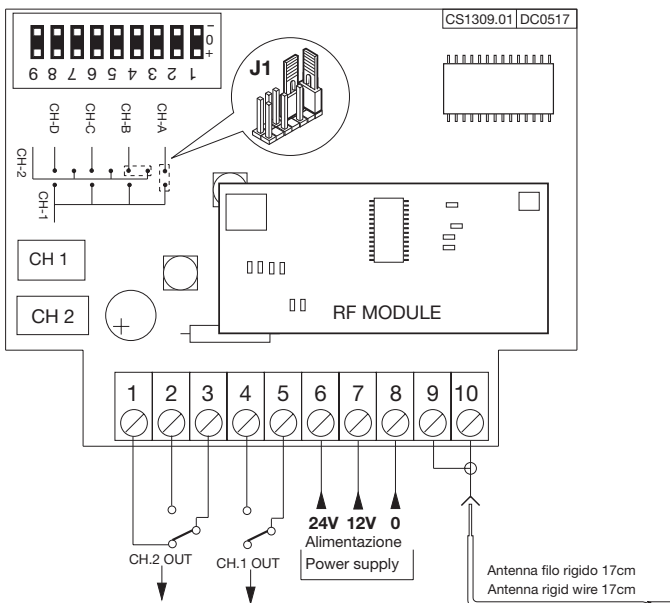 CS1309.01 DC0517
- 0 +
9 8 7 6 5 4 3 2 1
J1
CH-D CH-C CH-B CH-A
CH-2
CH-1
CH 1
CH 2
+
RF MODULE
1 2 3 4 5 6 7 8 9 10
24V 12V 0
CH.2 OUT CH.1 OUT Alimentazione
Power supply
Antenna filo rigido 17cm
Antenna rigid wire 17cm